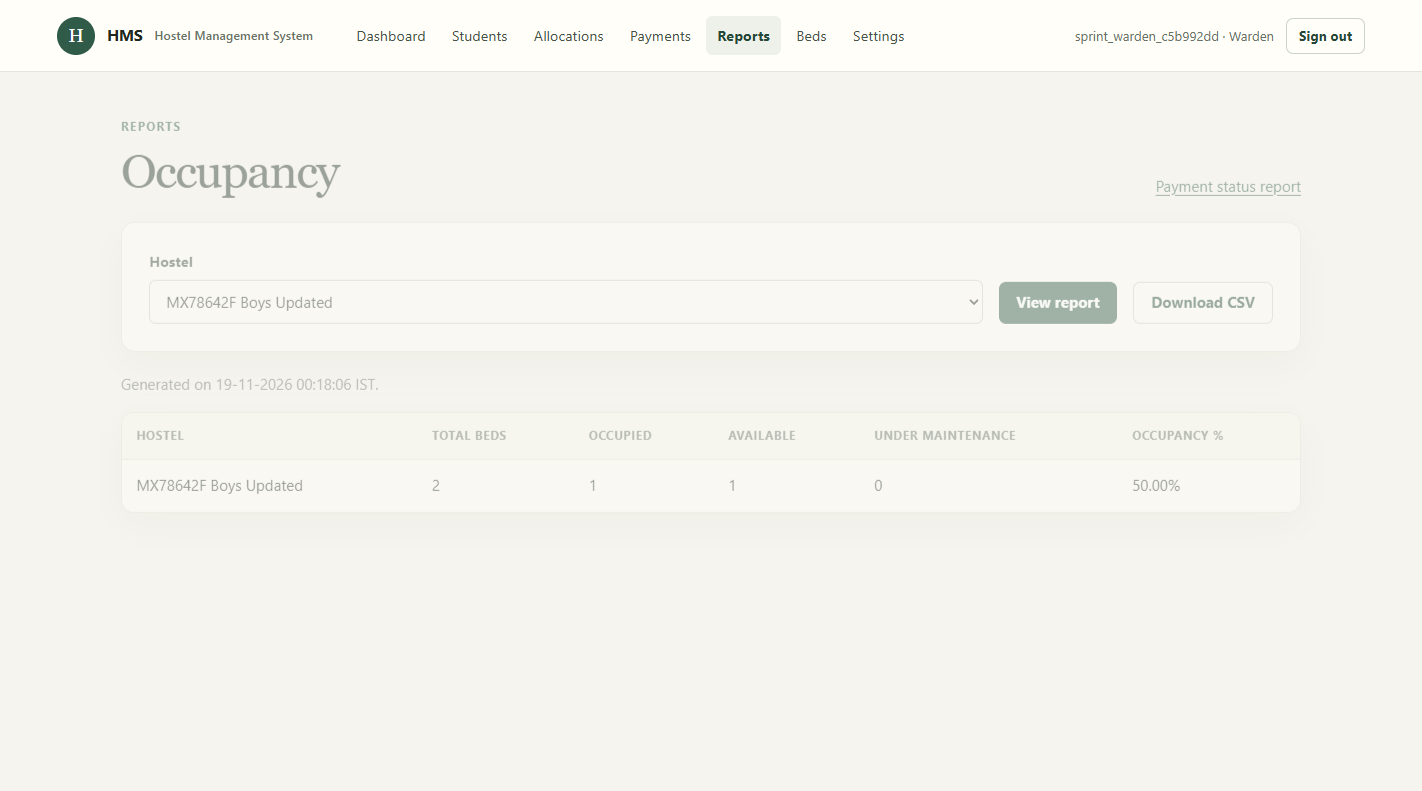 H HMS Hostel Management System Dashboard Students Allocations Payments Reports Beds Settings sprint_warden_c5b992dd · Warden Sign out
REPORTS
Occupancy
Payment status report
Hostel
MX78642F Boys Updated View report Download CSV
Generated on 19-11-2026 00:18:06 IST.
HOSTEL TOTAL BEDS OCCUPIED AVAILABLE UNDER MAINTENANCE OCCUPANCY %
MX78642F Boys Updated 2 1 1 0 50.00%